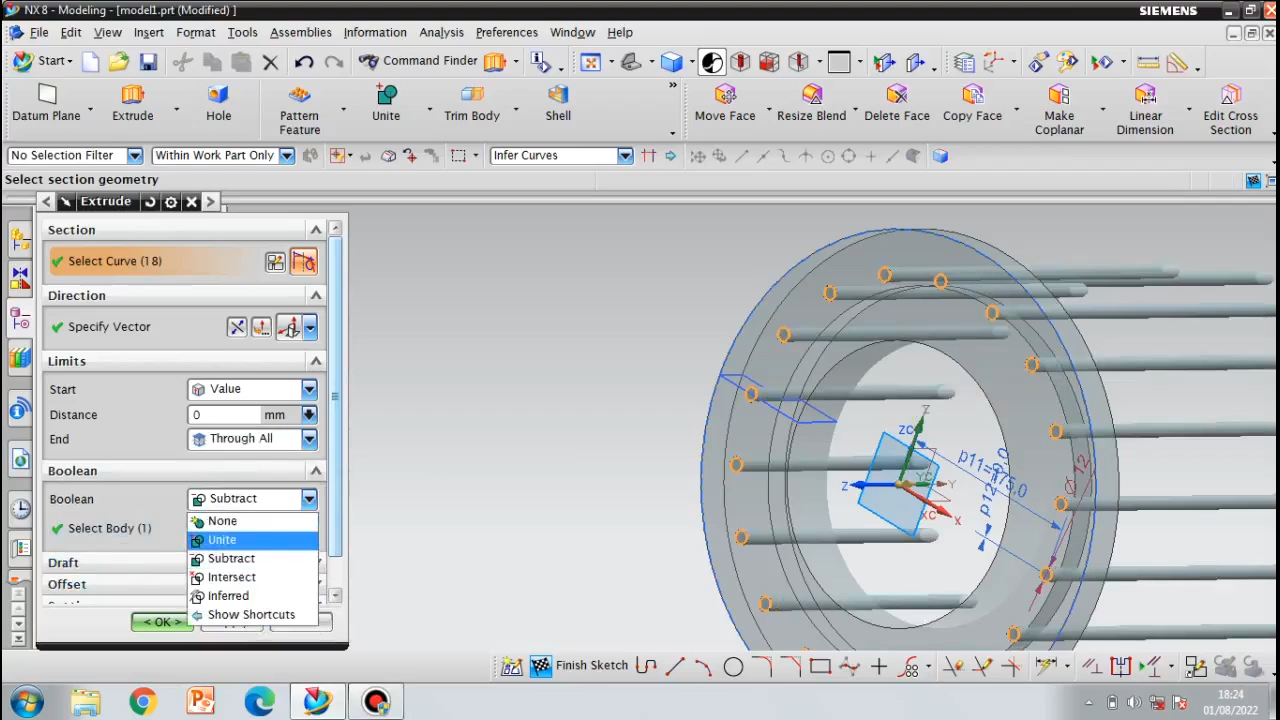 NX 8 - Modeling - [model1.prt (Modified) ]
SIEMENS
File Edit View Insert Format Tools Assemblies Information Analysis Preferences Window Help
Start Command Finder
Datum Plane Extrude Hole Pattern Feature Unite Trim Body Shell Move Face Resize Blend Delete Face Copy Face Make Coplanar Linear Dimension Edit Cross Section
No Selection Filter Within Work Part Only Infer Curves
Select section geometry
Extrude
Section
Select Curve (18)
Direction
Specify Vector
Limits
Start Value
Distance 0 mm
End Through All
Boolean
Boolean Subtract
None
Select Body (1)
Unite
Subtract
Draft
Intersect
Offset
Inferred
Show Shortcuts
<OK>
Z
ZC
YC
Y
Z
XC
X
p11=175.0
12
Finish Sketch
18:24
01/08/2022